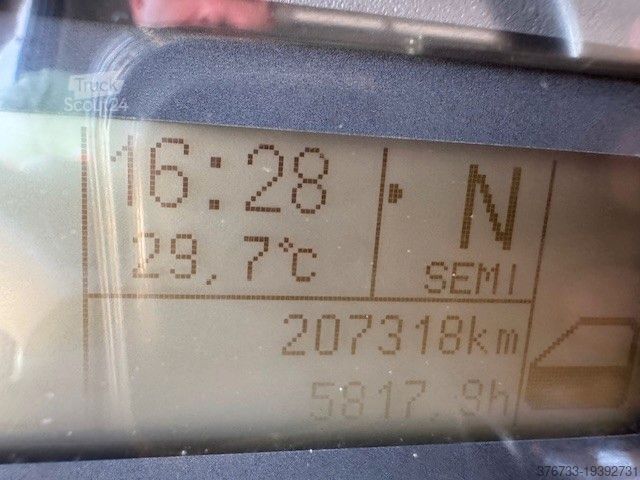 Truck
Scout24
16:28
29,7°C
N
SEMI
207318km
5817.9h
376733-19392731